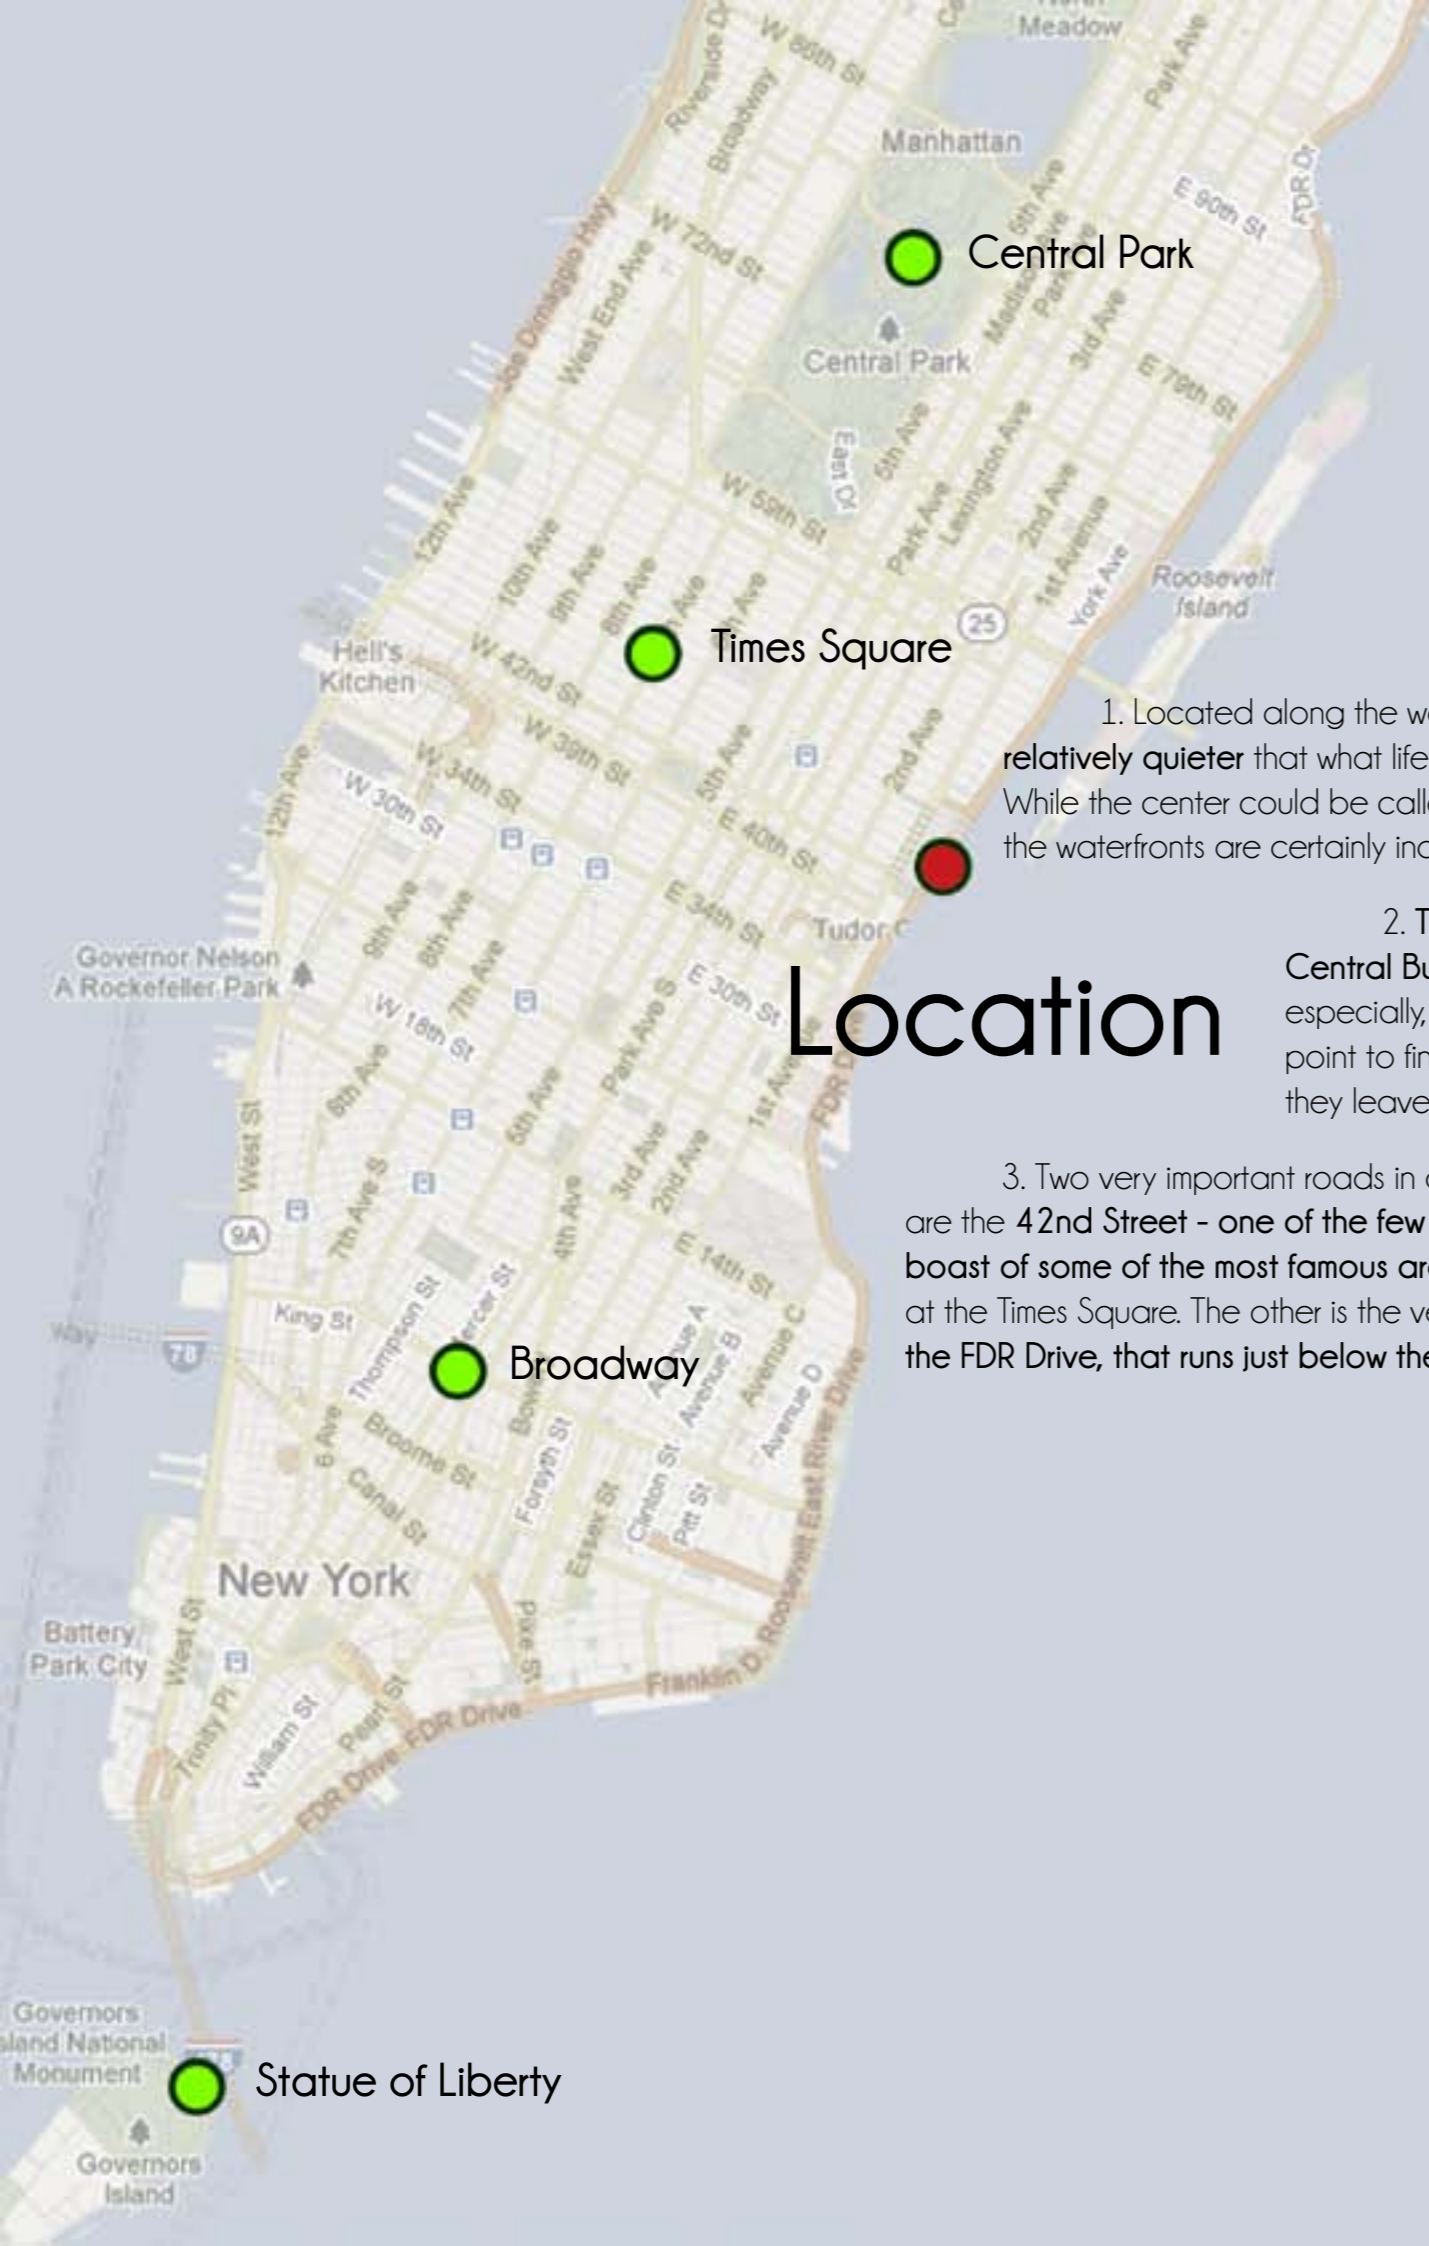 North
Meadow
Riverside Dr
W 86th St
Park Ave
Broadway
Manhattan
FDR Dr
5th Ave
E 90th St
W 72nd St
Joe Dimaggio Hwy
West End Ave
Central Park
Madison Ave
Park Ave
3rd Ave
Central Park
E 79th St
5th Ave
East Dr
Lexington Ave
W 59th St
12th Ave
Park Ave
2nd Ave
1st Avenue
York Ave
10th Ave
9th Ave
8th Ave
Ave
Ave
Roosevelt
Island
25
Hell's
Kitchen
W 42nd St
Times Square
W 39th St
5th Ave
2nd Ave
W 34th St
12th Ave
W 30th St
E 40th St
1. Located along the w
relatively quieter that what life
While the center could be call
the waterfronts are certainly inc
9th Ave
8th Ave
7th Ave
E 34th St
Tudor C
2. T
Central Bu
especially,
point to fin
they leave
Governor Nelson
A Rockefeller Park
W 18th St
Park Ave S
E 30th St
Location
8th Ave
1st Ave
FDR D
West St
5th Ave
3rd Ave
2nd Ave
7th Ave S
4th Ave
3. Two very important roads in
are the 42nd Street - one of the few
boast of some of the most famous ar
at the Times Square. The other is the ve
the FDR Drive, that runs just below the
9A
E 14th St
King St
Thompson St
ercer St
Way
78
Broadway
Avenue A
Avenue B
Avenue C
Avenue D
6 Ave
Broome St
Bow
Forsyth St
Canal St
Essex St
Clinton St
Pitt St
Franklin D. Roosevelt East River Drive
New York
Battery
Park City
West St
Pike St
Trinity Pl
William St
Pearl St
FDR Drive
FDR Drive
Governors
sland National
Monument
Statue of Liberty
Governors
Island